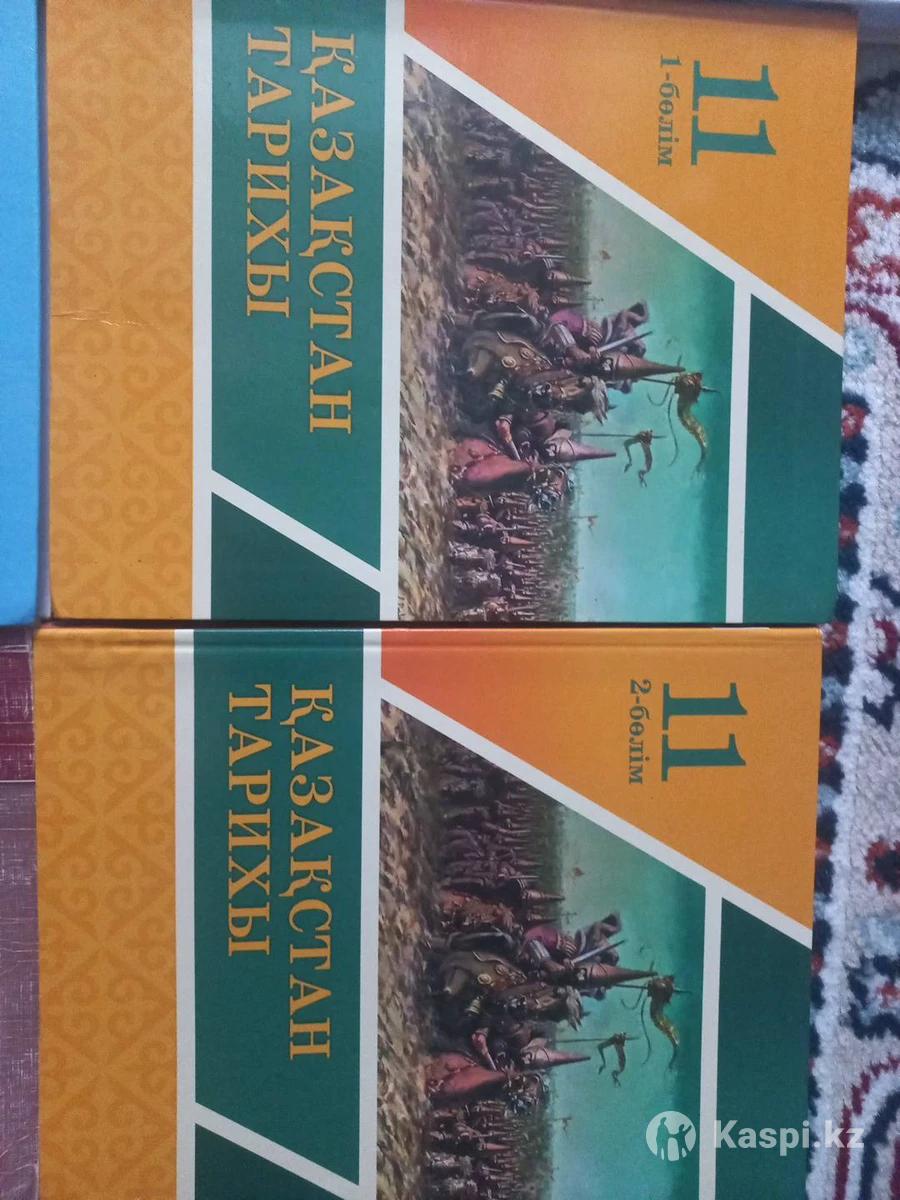 11
1-бөлім
ҚАЗАҚСТАН
ТАРИХЫ
11
2-бөлім
ҚАЗАҚСТАН
ТАРИХЫ
Kaspi.kz